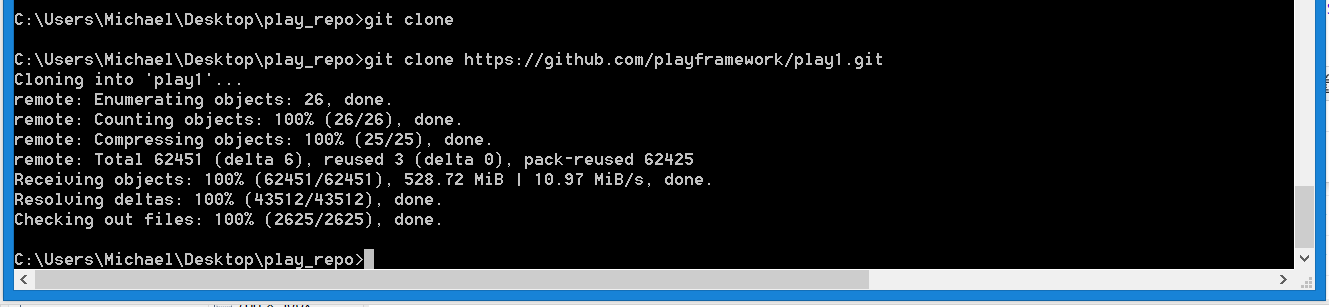 C:\Users\Michael\Desktop\play_repo>git clone
C:\Users\Michael\Desktop\play_repo>git clone https://github.com/playframework/play1.git
Cloning into 'play1'...
remote: Enumerating objects: 26, done.
remote: Counting objects: 100% (26/26), done.
remote: Compressing objects: 100% (25/25), done.
remote: Total 62451 (delta 6), reused 3 (delta 0), pack-reused 62425
Receiving objects: 100% (62451/62451), 528.72 MiB | 10.97 MiB/s, done.
Resolving deltas: 100% (43512/43512), done.
Checking out files: 100% (2625/2625), done.
C:\Users\Michael\Desktop\play_repo>